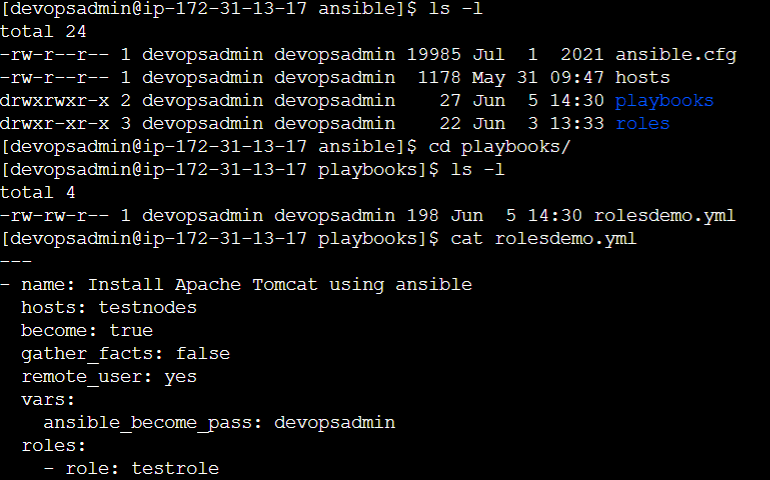 [devopsadmin@ip-172-31-13-17 ansible]$ ls -l
total 24
-rw-r--r-- 1 devopsadmin devopsadmin 19985 Jul  1  2021 ansible.cfg
-rw-r--r-- 1 devopsadmin devopsadmin  1178 May 31 09:47 hosts
drwxrwxr-x 2 devopsadmin devopsadmin    27 Jun  5 14:30 playbooks
drwxr-xr-x 3 devopsadmin devopsadmin    22 Jun  3 13:33 roles
[devopsadmin@ip-172-31-13-17 ansible]$ cd playbooks/
[devopsadmin@ip-172-31-13-17 playbooks]$ ls -l
total 4
-rw-rw-r-- 1 devopsadmin devopsadmin 198 Jun  5 14:30 rolesdemo.yml
[devopsadmin@ip-172-31-13-17 playbooks]$ cat rolesdemo.yml
---
- name: Install Apache Tomcat using ansible
  hosts: testnodes
  become: true
  gather_facts: false
  remote_user: yes
  vars:
    ansible_become_pass: devopsadmin
  roles:
    - role: testrole